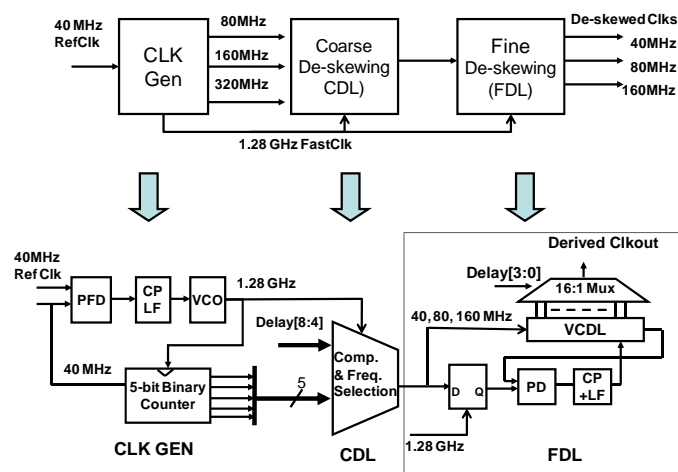 40 MHz
RefClk
CLK
Gen
80MHz
160MHz
320MHz
Coarse
De-skewing
CDL)
Fine
De-skewing
(FDL)
De-skewed Clks
40MHz
80MHz
160MHz
1.28 GHz FastClk
40MHz
Ref Clk
PFD
CP
LF
VCO
1.28 GHz
Delay[8:4]
Comp.
& Freq.
Selection
40 MHz
5-bit Binary
Counter
5
CLK GEN
CDL
Derived Clkout
Delay[3:0]
16:1 Mux
40, 80, 160 MHz
VCDL
D
Q
PD
CP
+LF
1.28 GHz
FDL